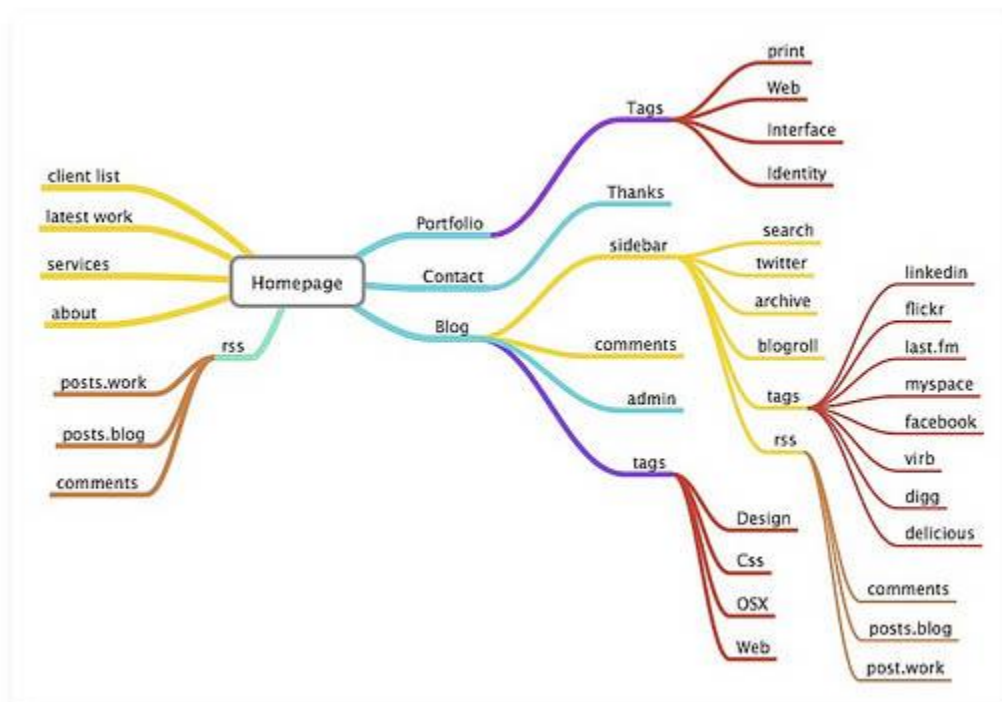 Homepage
client list
latest work
services
about
rss
posts.work
posts.blog
comments
Portfolio
Tags
print
Web
Interface
Identity
Contact
Thanks
Blog
sidebar
search
twitter
archive
blogroll
tags
linkedin
flickr
last.fm
myspace
facebook
virb
digg
delicious
rss
comments
posts.blog
post.work
comments
admin
tags
Design
Css
OSX
Web